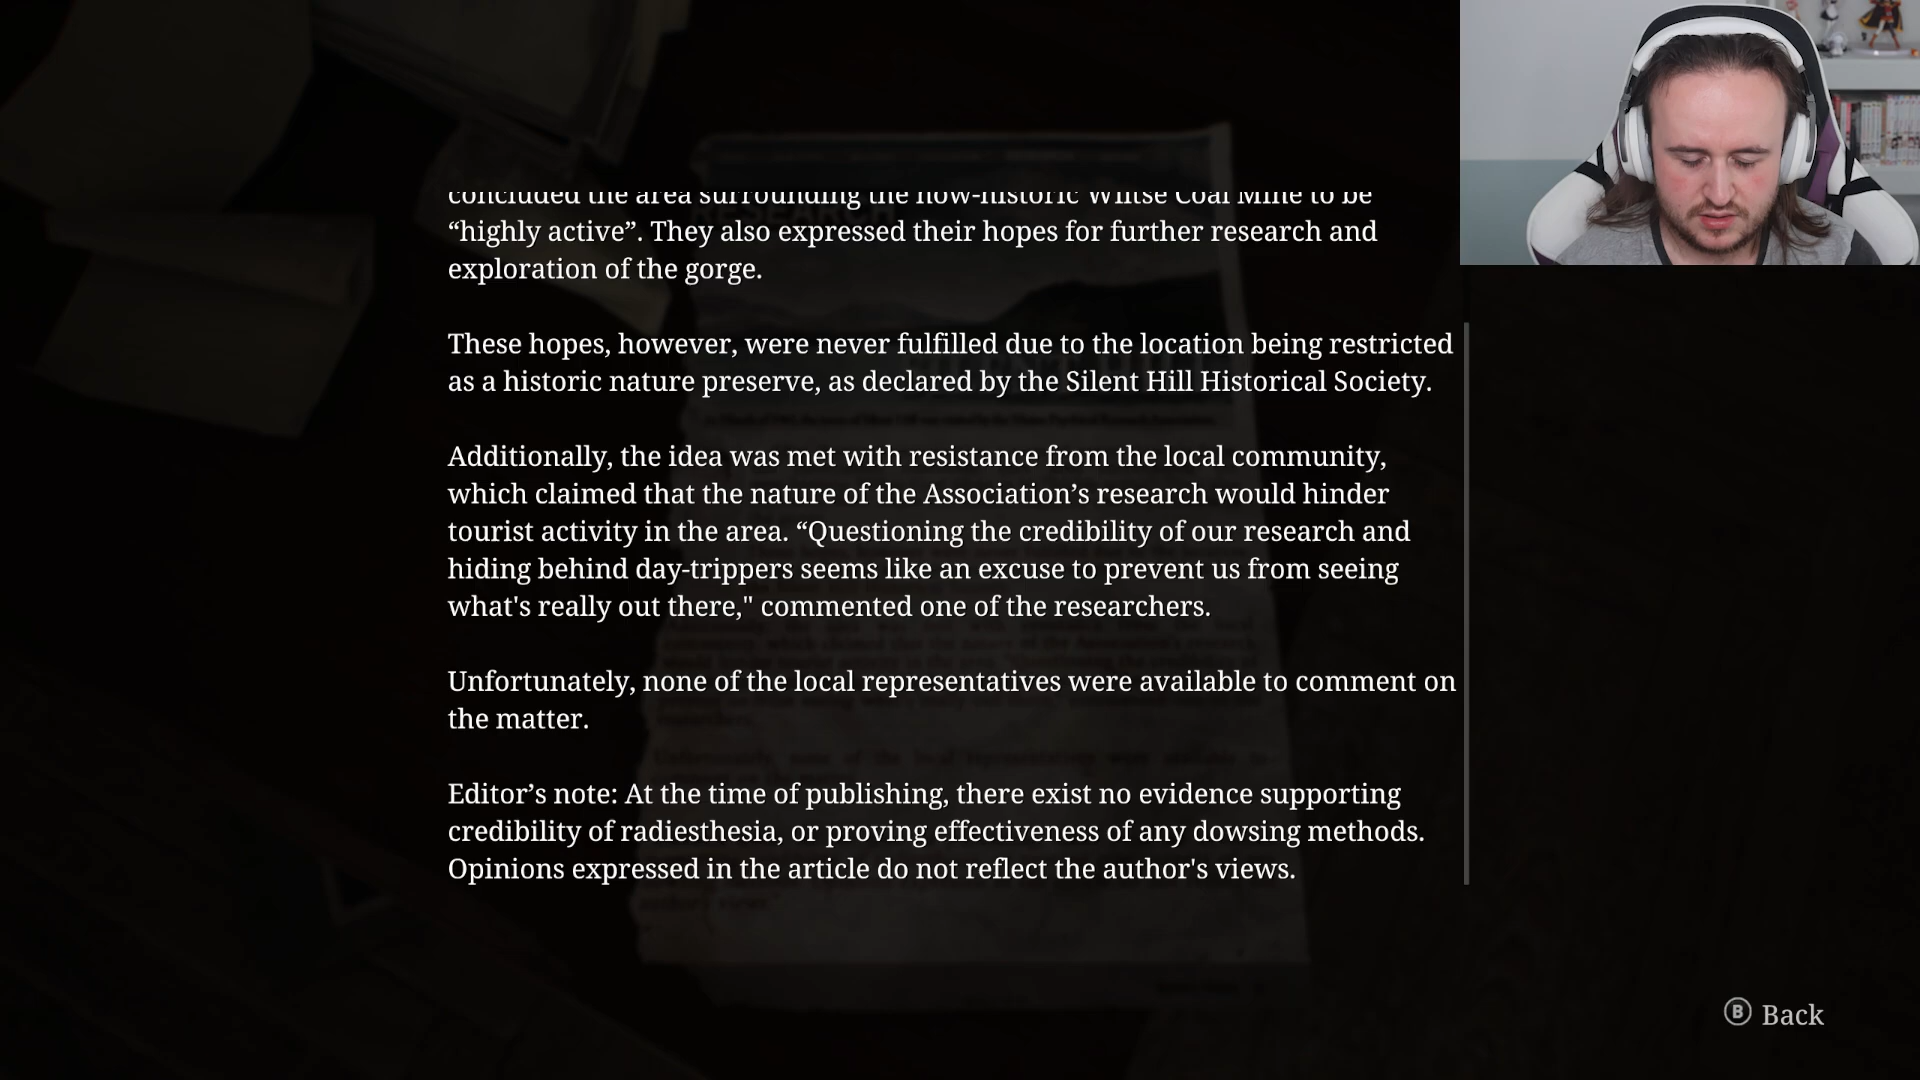 concluded the area surrounding the now-historic Wiltse Coal Mine to be
“highly active”. They also expressed their hopes for further research and
exploration of the gorge.
These hopes, however, were never fulfilled due to the location being restricted
as a historic nature preserve, as declared by the Silent Hill Historical Society.
Additionally, the idea was met with resistance from the local community,
which claimed that the nature of the Association’s research would hinder
tourist activity in the area. “Questioning the credibility of our research and
hiding behind day-trippers seems like an excuse to prevent us from seeing
what's really out there," commented one of the researchers.
Unfortunately, none of the local representatives were available to comment on
the matter.
Editor’s note: At the time of publishing, there exist no evidence supporting
credibility of radiesthesia, or proving effectiveness of any dowsing methods.
Opinions expressed in the article do not reflect the author's views.
B Back